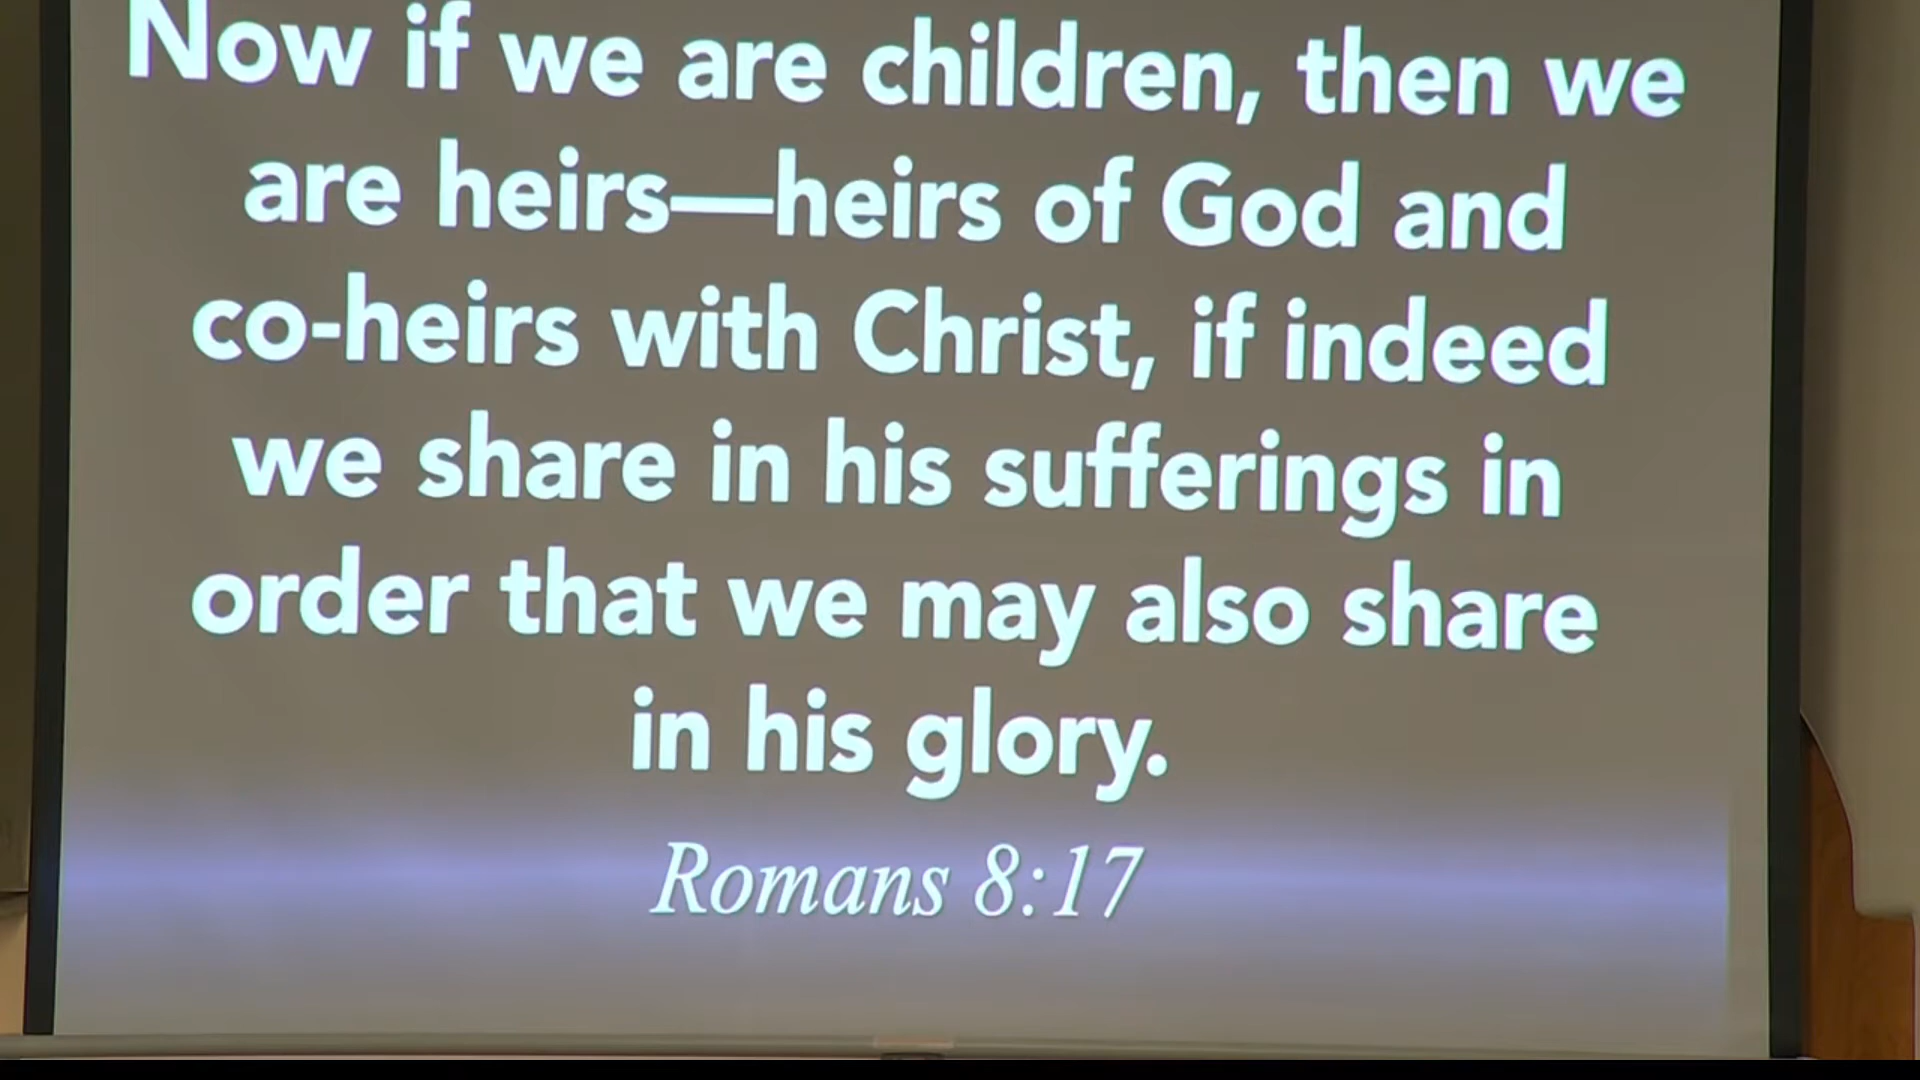 Now if we are children, then we
are heirs—heirs of God and
co-heirs with Christ, if indeed
we share in his sufferings in
order that we may also share
in his glory.
Romans 8:17